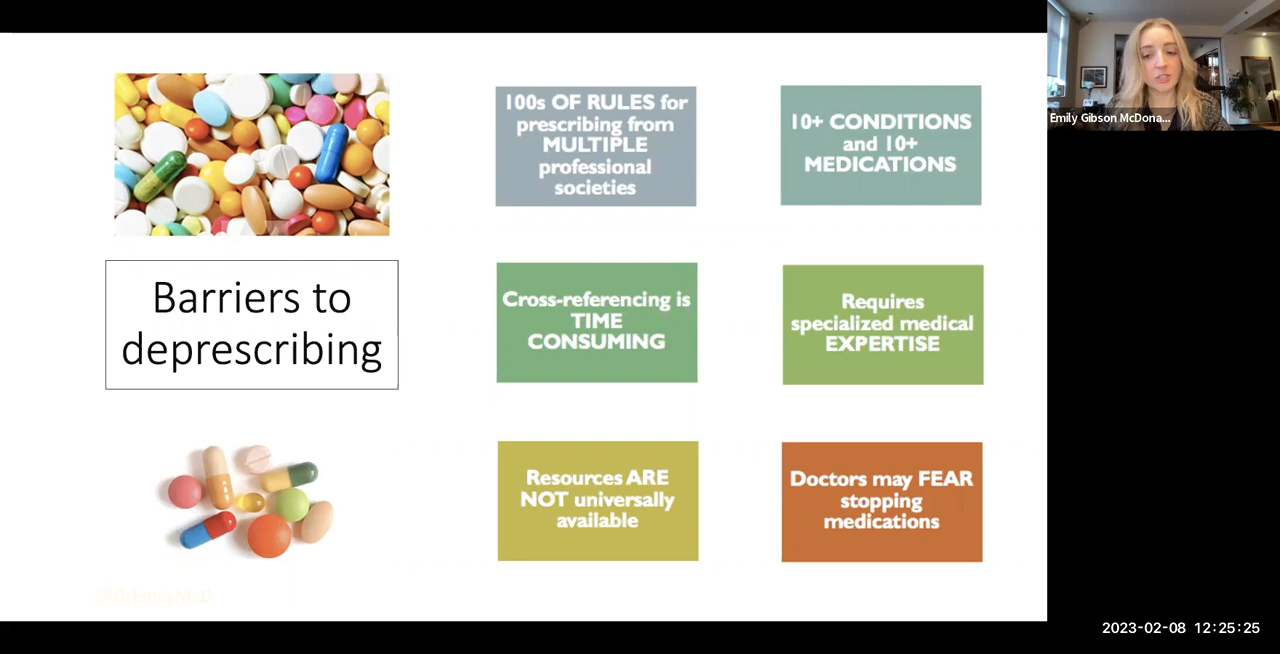 100s OF RULES for
prescribing from
MULTIPLE
professional
societies
10+ CONDITIONS
and 10+
MEDICATIONS
Emily Gibson McDona...
Barriers to
deprescribing
Cross-referencing is
TIME
CONSUMING
Requires
specialized medical
EXPERTISE
Resources ARE
NOT universally
available
Doctors may FEAR
stopping
medications
@DrEmilyMcD
2023-02-08 12:25:25